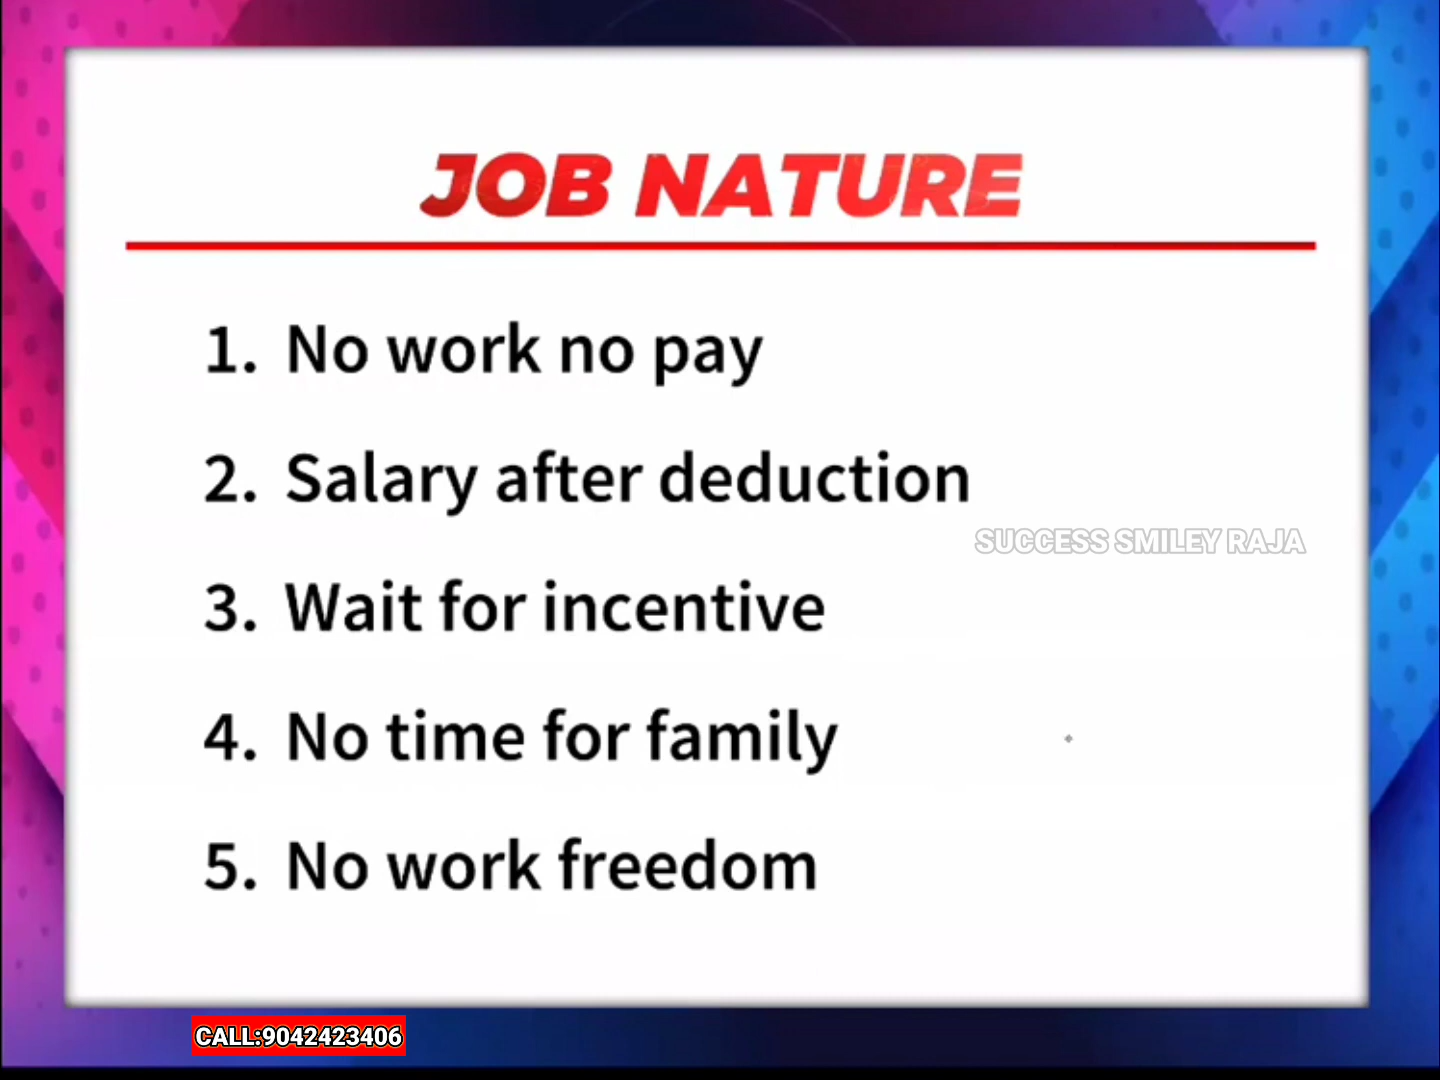 JOB NATURE
1. No work no pay
2. Salary after deduction
SUCCESS SMILEY RAJA
3. Wait for incentive
4. No time for family
5. No work freedom
CALL:9042423406